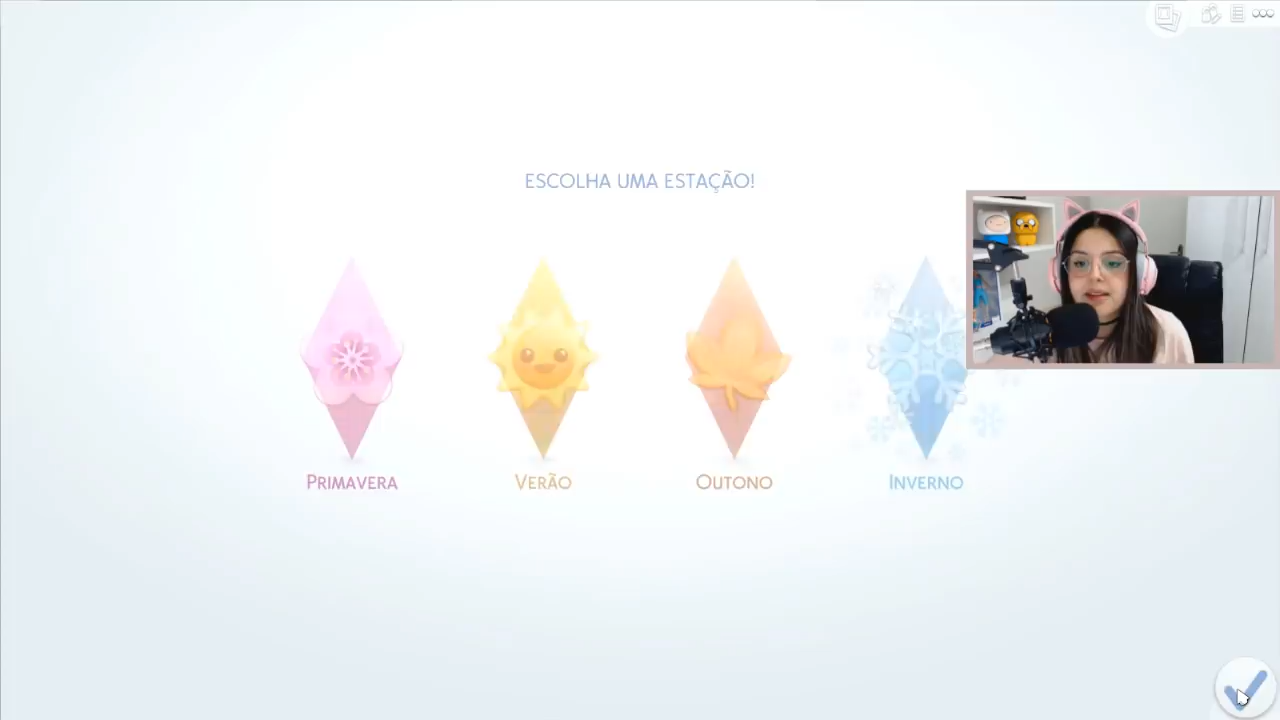 ESCOLHA UMA ESTAÇÃO!
PRIMAVERA
VERÃO
OUTONO
INVERNO